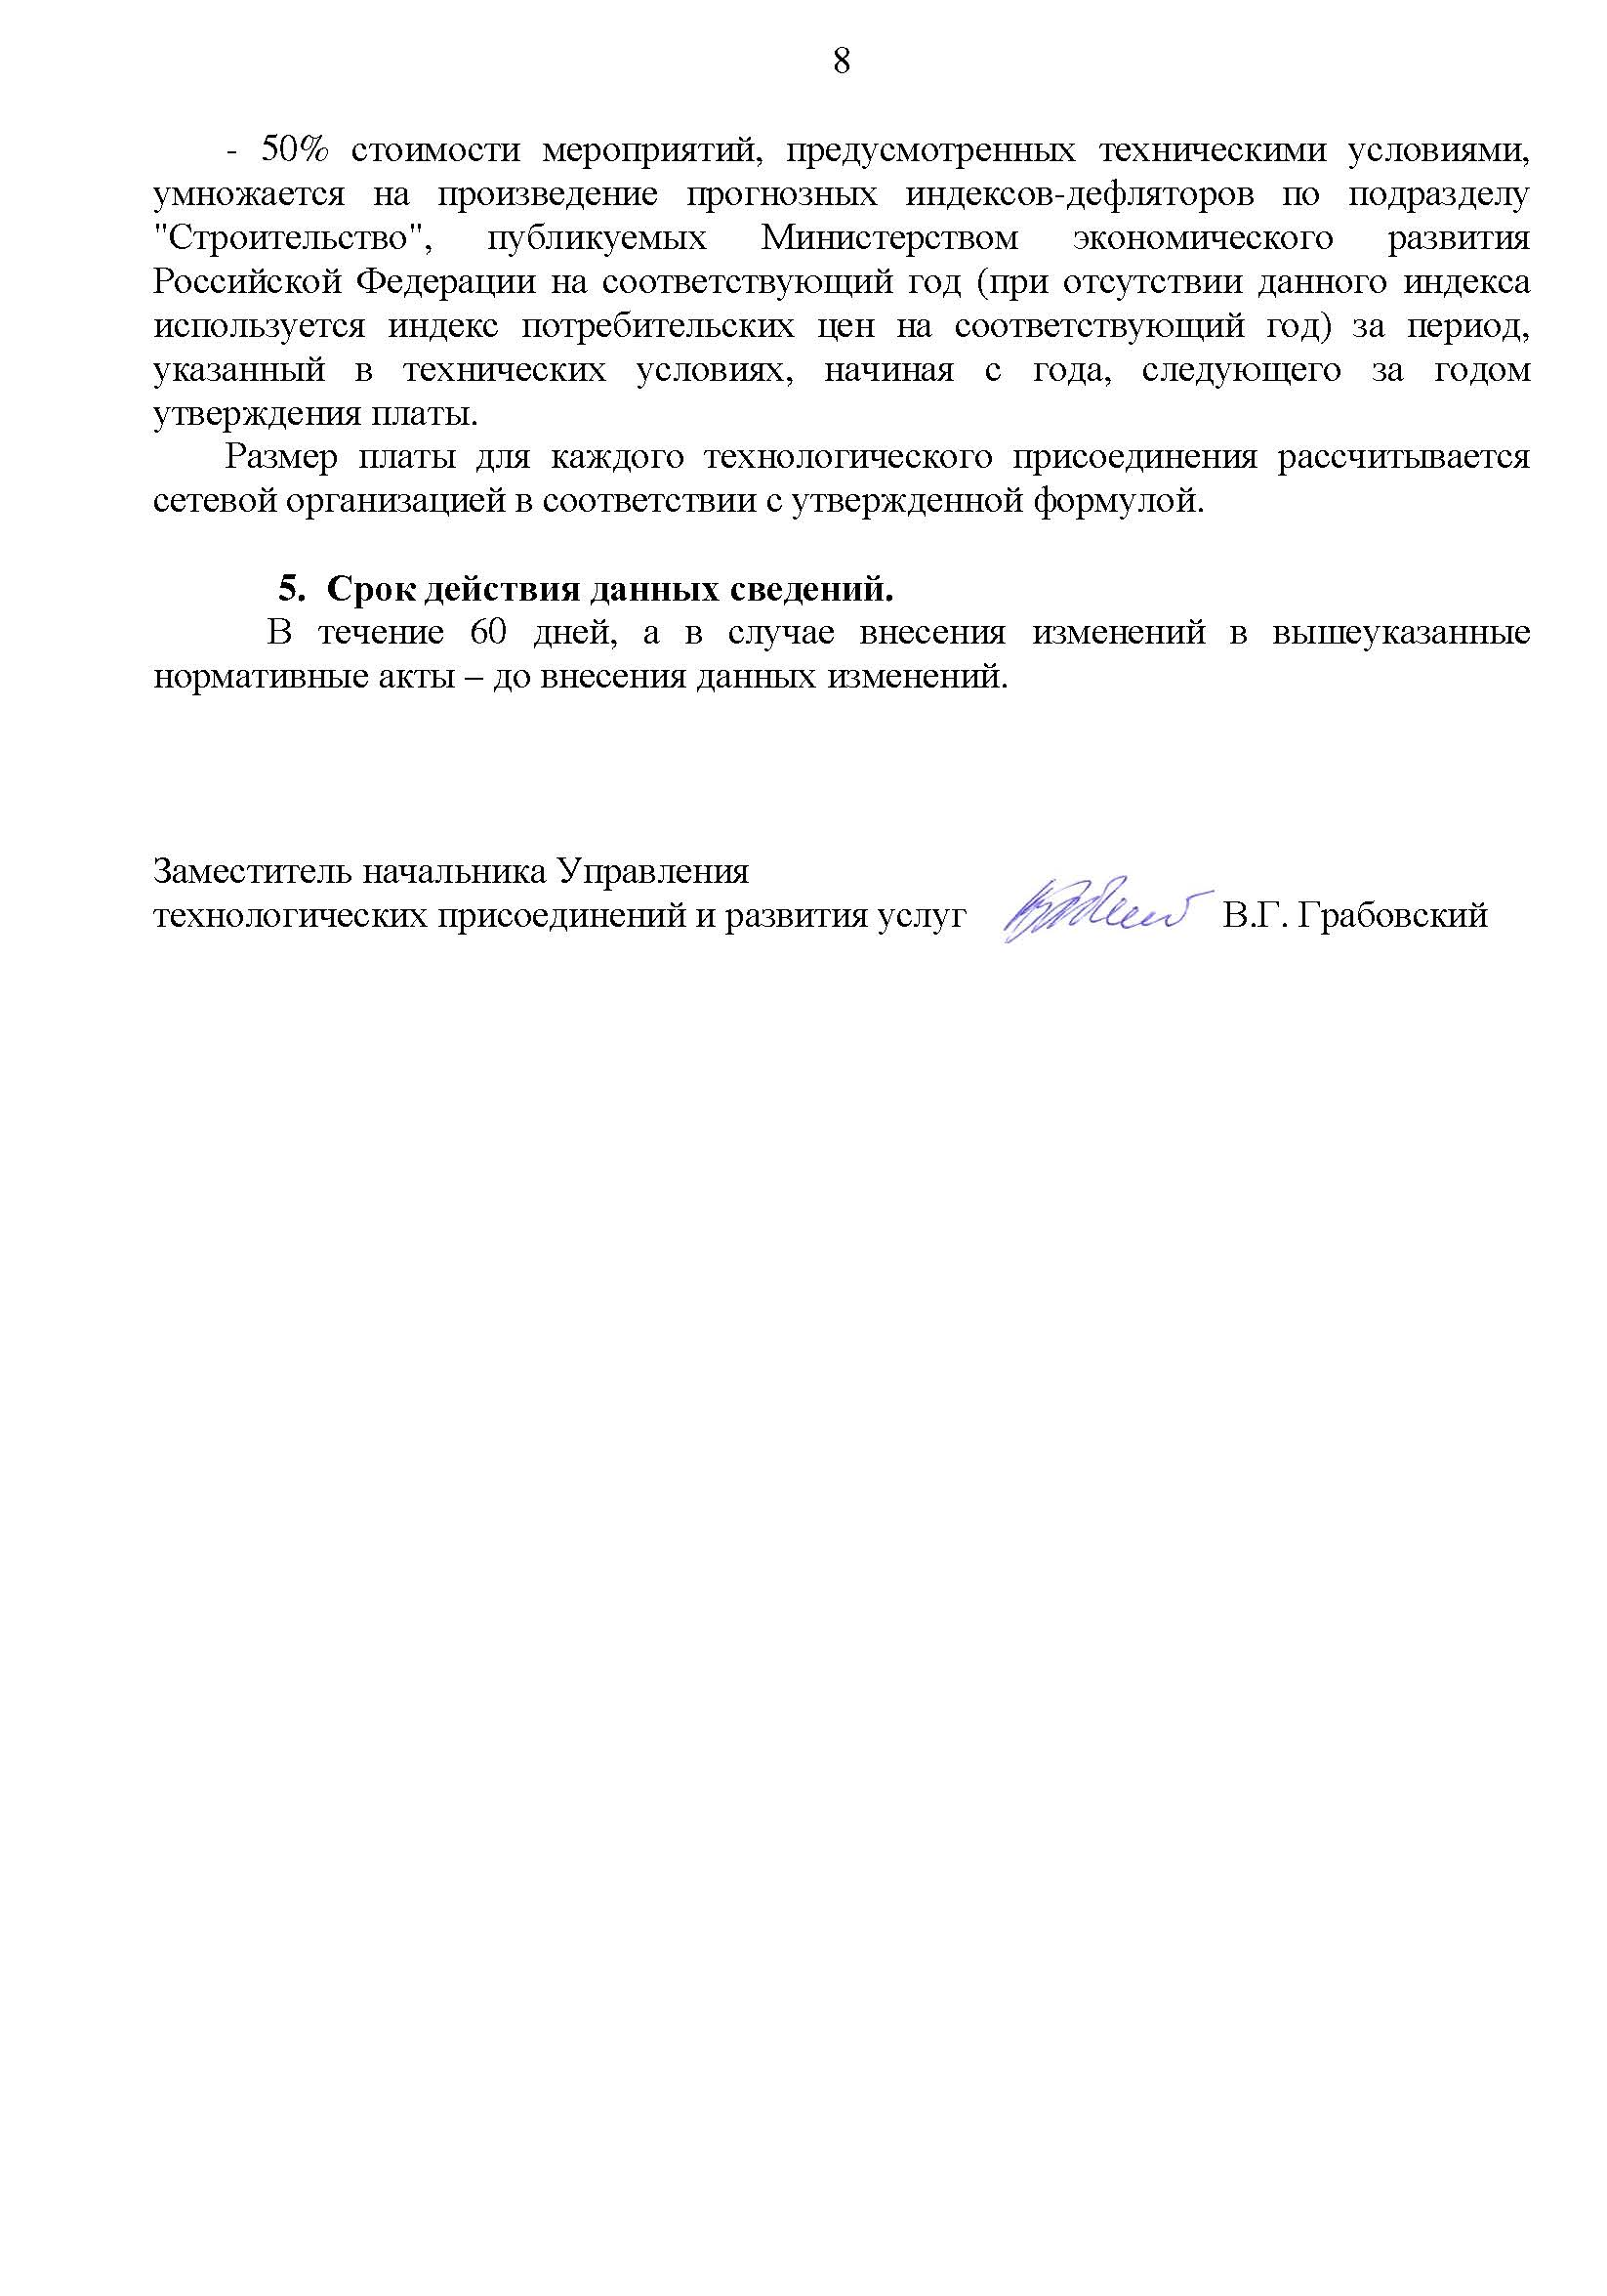 8
- 50% стоимости мероприятий, предусмотренных техническими условиями,
умножается на произведение прогнозных индексов-дефляторов по подразделу
"Строительство", публикуемых Министерством экономического развития
Российской Федерации на соответствующий год (при отсутствии данного индекса
используется индекс потребительских цен на соответствующий год) за период,
указанный в технических условиях, начиная с года, следующего за годом
утверждения платы.
Размер платы для каждого технологического присоединения рассчитывается
сетевой организацией в соответствии с утвержденной формулой.
5. Срок действия данных сведений.
В течение 60 дней, а в случае внесения изменений в вышеуказанные
нормативные акты – до внесения данных изменений.
Заместитель начальника Управления
технологических присоединений и развития услуг В.Г. Грабовский